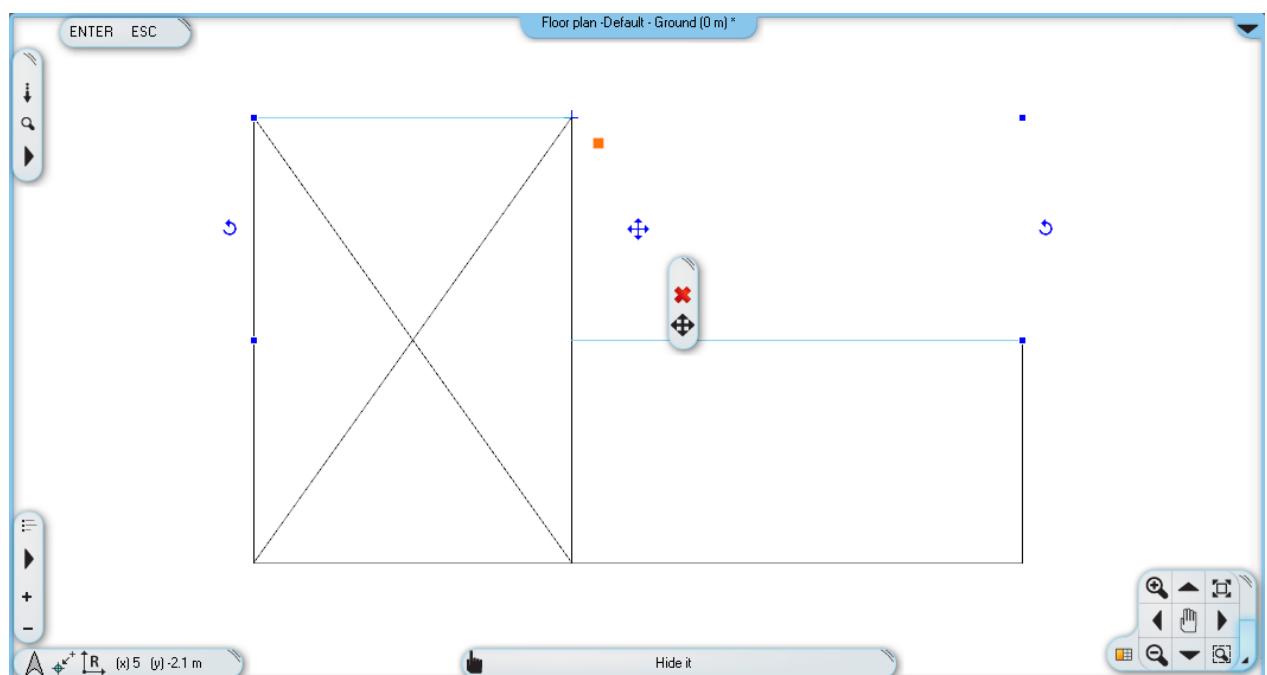 Floor plan -Default - Ground (0 m) *
ENTER ESC
R (x) 5 (y) -2.1 m
Hide it